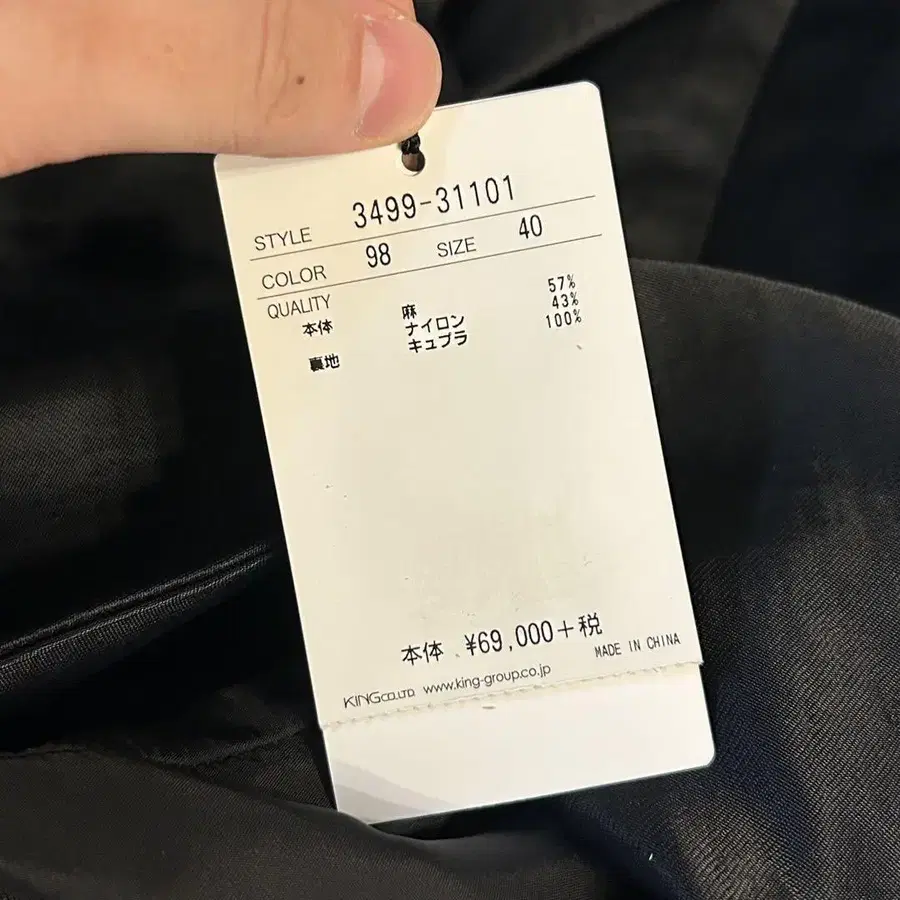 STYLE 3499-31101
COLOR 98 SIZE 40
QUALITY
本体 麻 57%
ナイロン 43%
裏地 キュプラ 100%
本体 ¥69,000+税
KING CO.,LTD. www.king-group.co.jp MADE IN CHINA